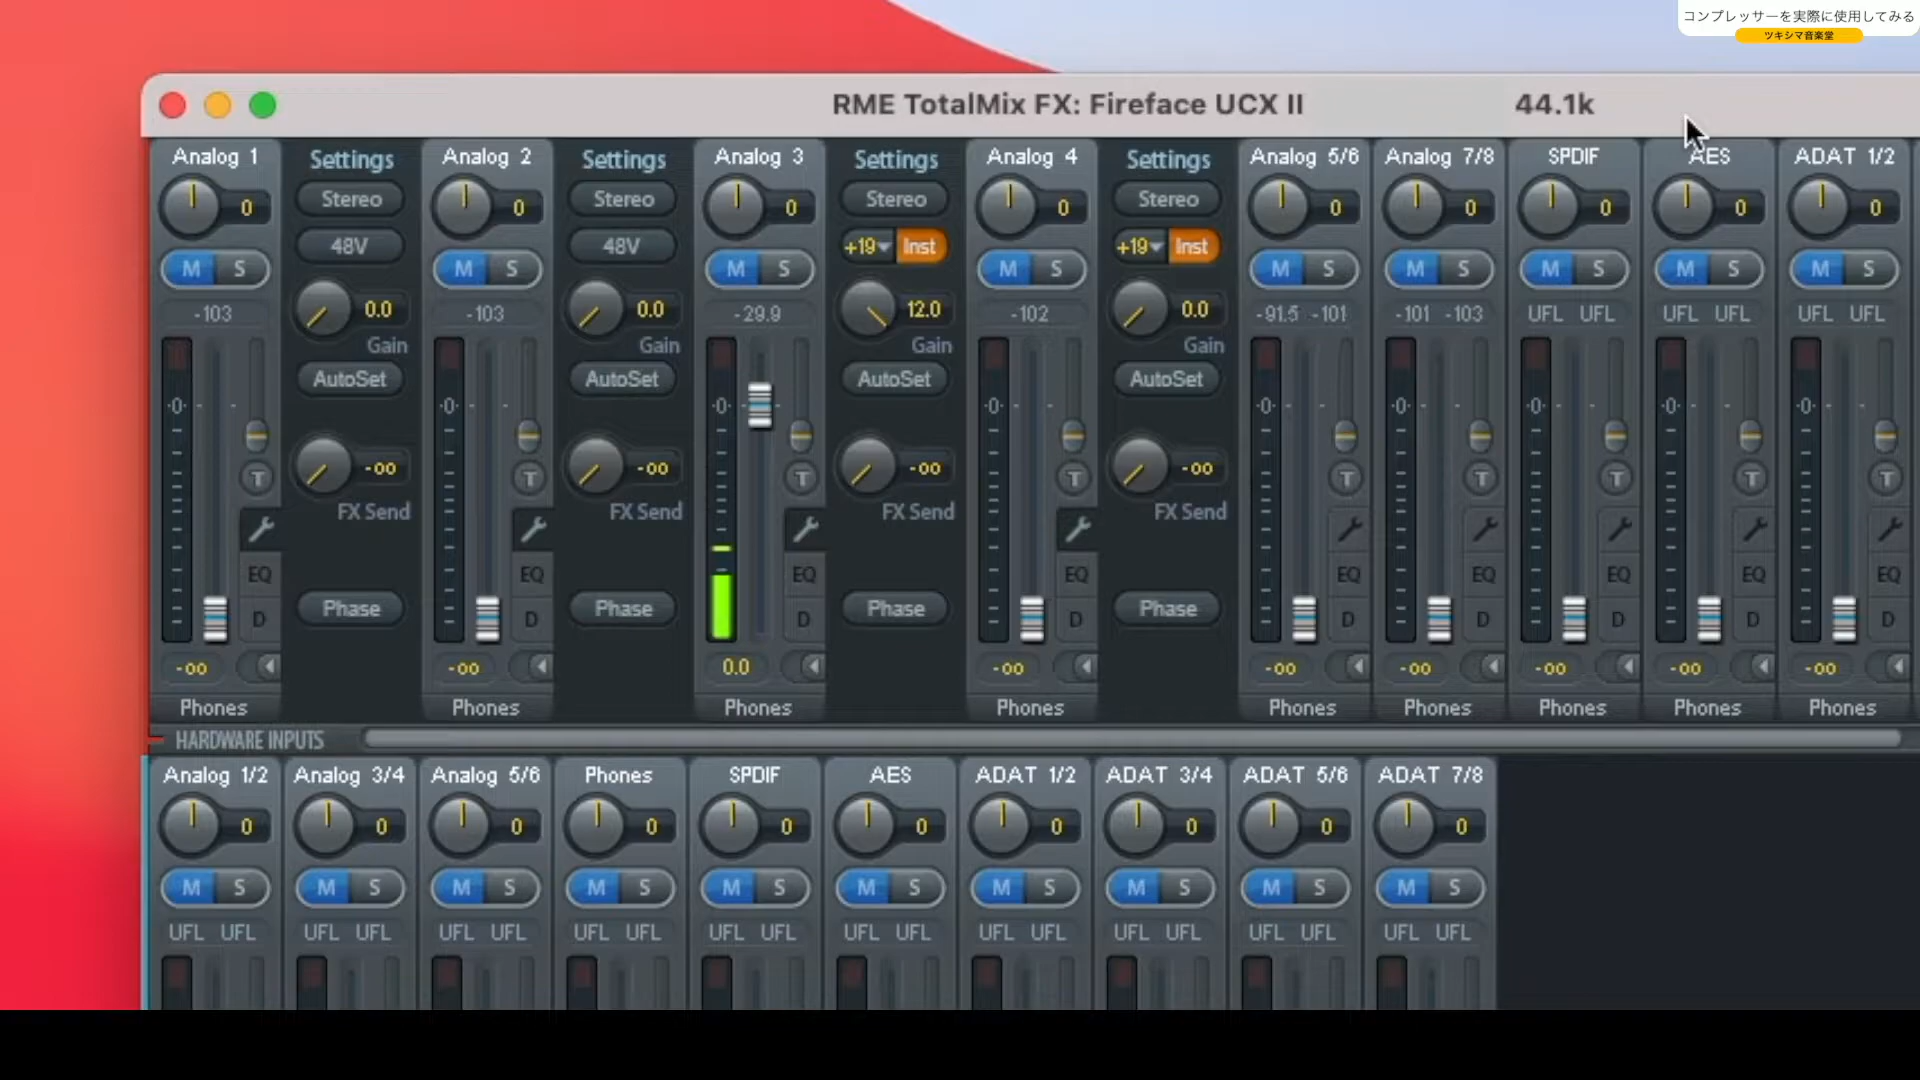 コンプレッサーを実際に使用してみる
ツキシマ音楽堂
RME TotalMix FX: Fireface UCX II 44.1k
Analog 1 Settings Analog 2 Settings Analog 3 Settings Analog 4 Settings Analog 5/6 Analog 7/8 SPDIF AES ADAT 1/2
0 Stereo 0 Stereo 0 Stereo 0 Stereo 0 0 0 0 0
48V 48V +19 Inst +19 Inst
M S M S M S M S M S M S M S M S M S
-103 0.0 -103 0.0 -29.9 12.0 -102 0.0 -91.5 -101 -101 -103 UFL UFL UFL UFL UFL UFL
Gain Gain Gain Gain
AutoSet AutoSet AutoSet AutoSet
-0- -0- -0- -0- -0- -0- -0- -0- -0-
-oo -oo -oo -oo
T T T T T T T T T
FX Send FX Send FX Send FX Send
EQ EQ EQ EQ EQ EQ EQ EQ EQ
D Phase D Phase D Phase D Phase D D D D D
-oo -oo 0.0 -oo -oo -oo -oo -oo -oo
Phones Phones Phones Phones Phones Phones Phones Phones Phones
HARDWARE INPUTS
Analog 1/2 Analog 3/4 Analog 5/6 Phones SPDIF AES ADAT 1/2 ADAT 3/4 ADAT 5/6 ADAT 7/8
0 0 0 0 0 0 0 0 0 0
M S M S M S M S M S M S M S M S M S M S
UFL UFL UFL UFL UFL UFL UFL UFL UFL UFL UFL UFL UFL UFL UFL UFL UFL UFL UFL UFL